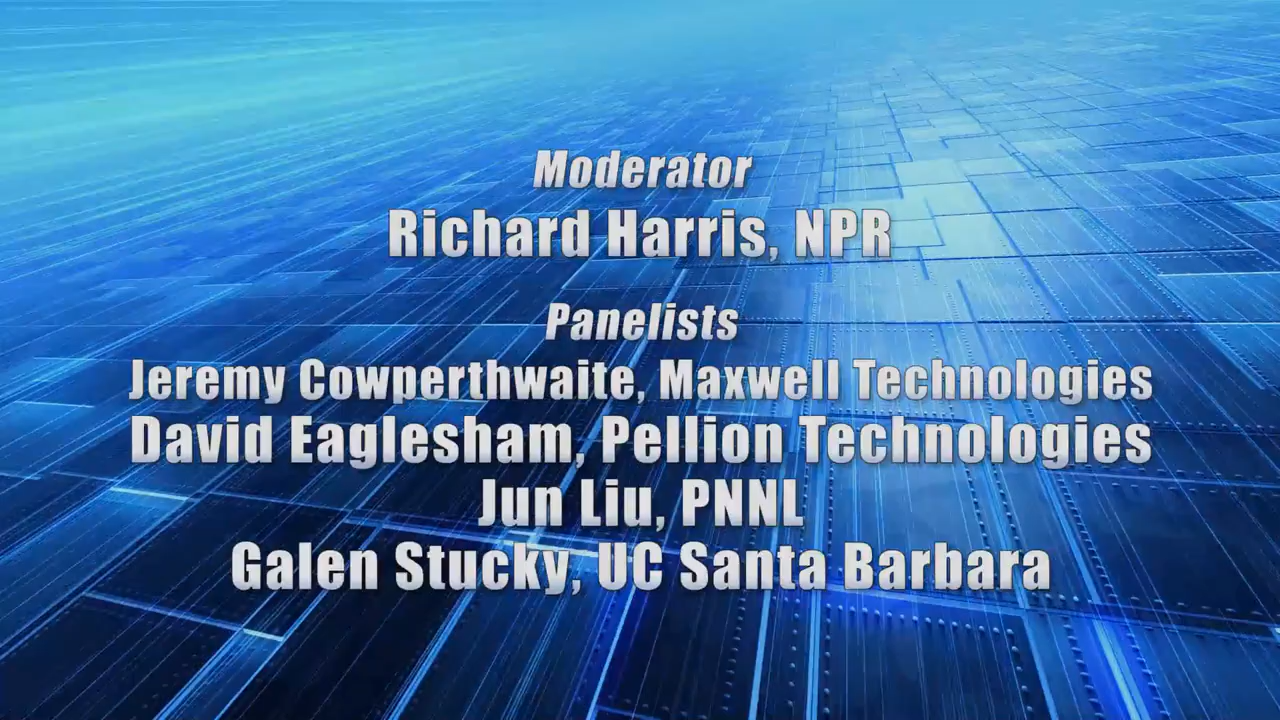 Moderator
Richard Harris, NPR
Panelists
Jeremy Cowperthwaite, Maxwell Technologies
David Eaglesham, Pellion Technologies
Jun Liu, PNNL
Galen Stucky, UC Santa Barbara